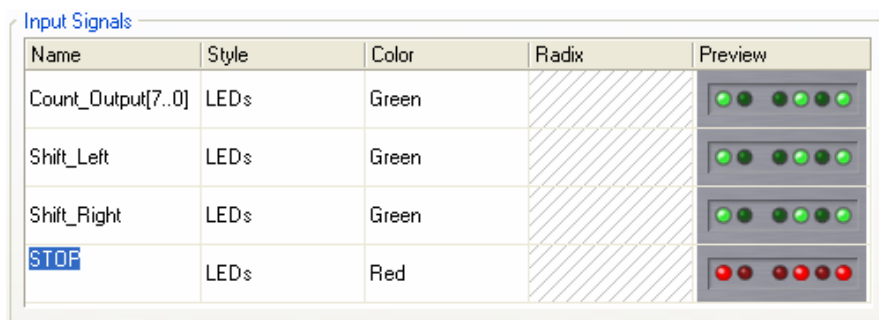 Input Signals
Name Style Color Radix Preview
Count_Output[7..0] LEDs Green
Shift_Left LEDs Green
Shift_Right LEDs Green
STOP LEDs Red